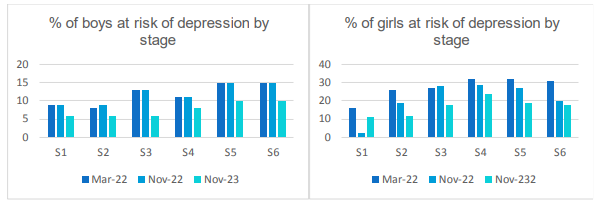 % of boys at risk of depression by
stage
20
15
10
5
0
S1 S2 S3 S4 S5 S6
Mar-22 Nov-22 Nov-23
% of girls at risk of depression by
stage
40
30
20
10
0
S1 S2 S3 S4 S5 S6
Mar-22 Nov-22 Nov-232